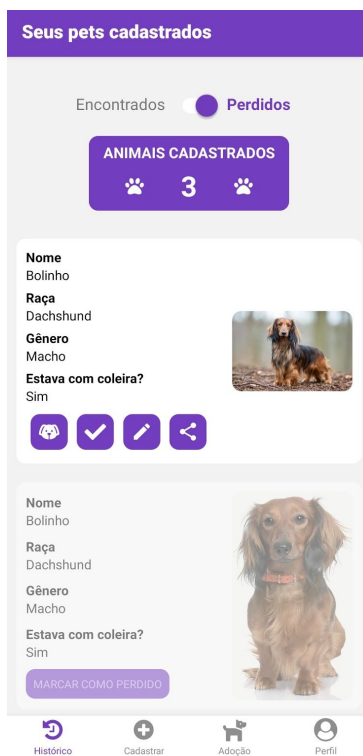 Seus pets cadastrados
Encontrados Perdidos
ANIMAIS CADASTRADOS
3
Nome
Bolinho
Raça
Dachshund
Gênero
Macho
Estava com coleira?
Sim
Nome
Bolinho
Raça
Dachshund
Gênero
Macho
Estava com coleira?
Sim
MARCAR COMO PERDIDO
Histórico Cadastrar Adoção Perfil